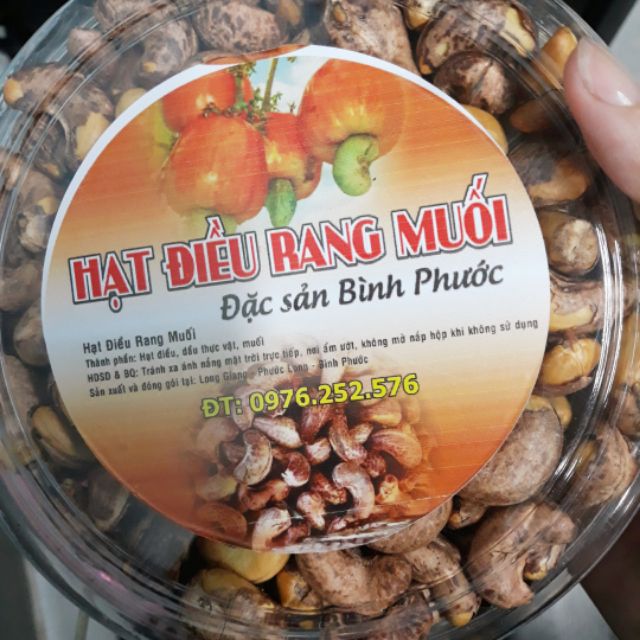 HẠT ĐIỀU RANG MUỐI
Đặc sản Bình Phước
Hạt Điều Rang Muối
Thành phần: Hạt điều, dầu thực vật, muối
HDSD & BQ: Tránh xa ánh nắng mặt trời trực tiếp, nơi ẩm ướt, không mở nắp hộp khi không sử dụng
Sản xuất và đóng gói tại: Long Giang - Phước Long - Bình Phước
ĐT: 0976.252.576